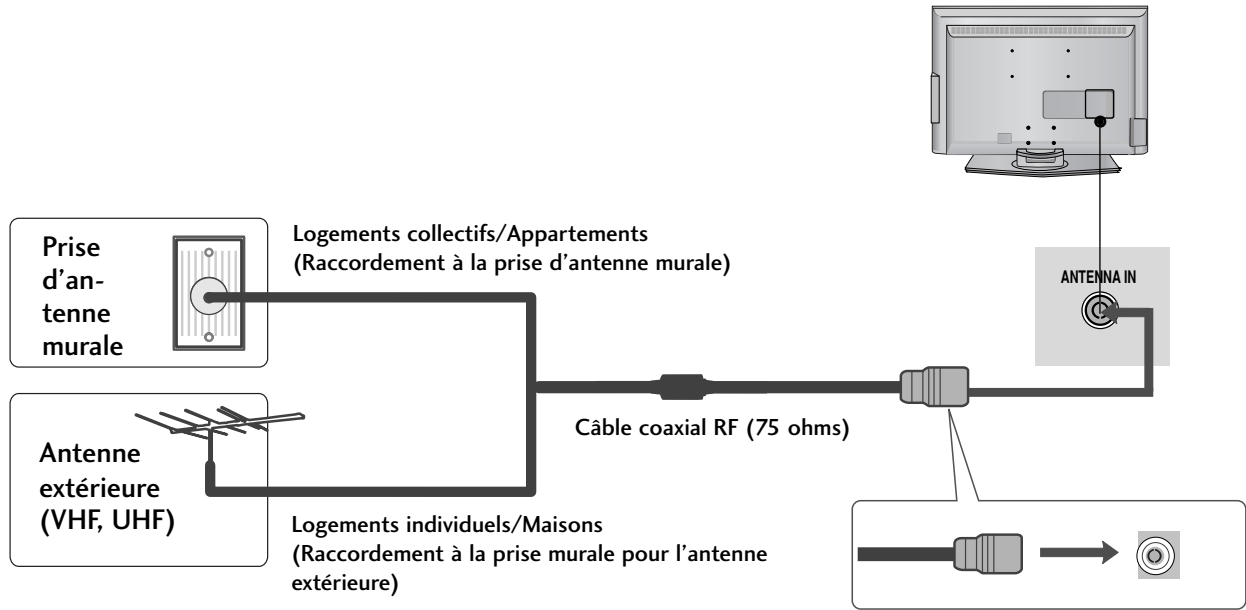 Prise
d'an-
tenne
murale
Logements collectifs/Appartements
(Raccordement à la prise d'antenne murale)
ANTENNA IN
Câble coaxial RF (75 ohms)
Antenne
extérieure
(VHF, UHF)
Logements individuels/Maisons
(Raccordement à la prise murale pour l'antenne
extérieure)